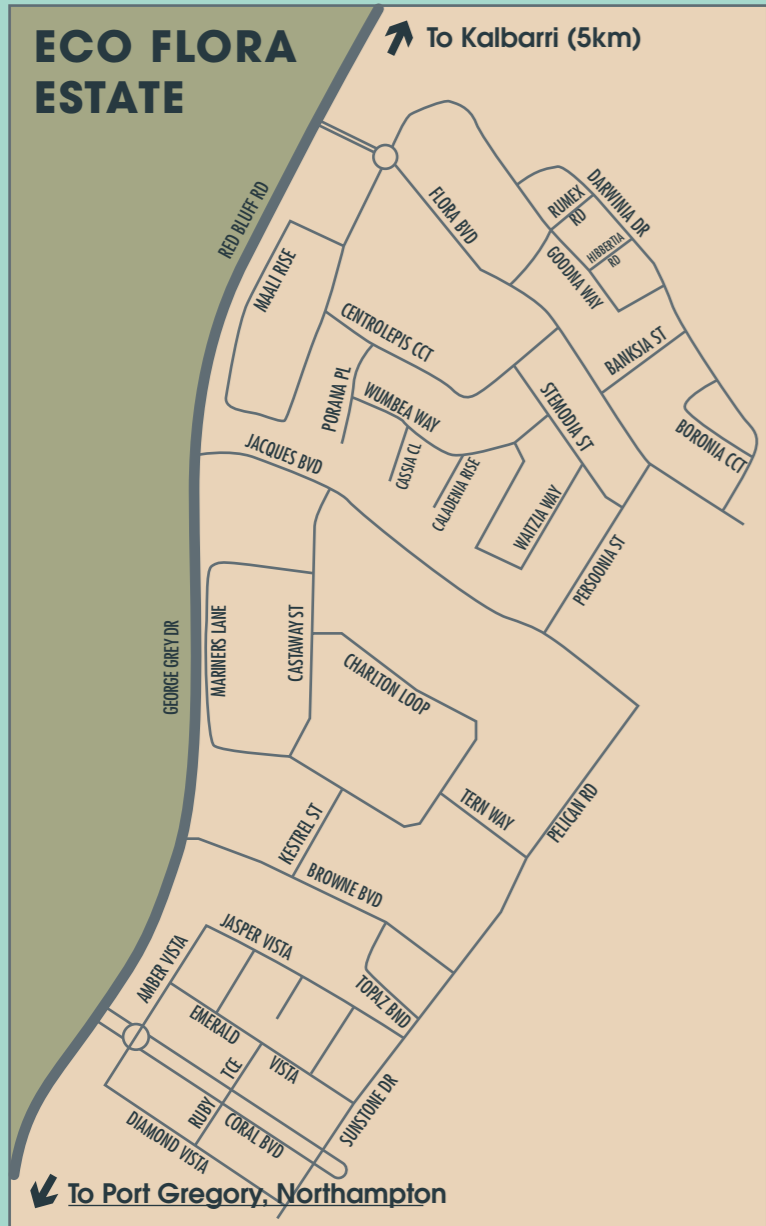 ECO FLORA
ESTATE
To Kalbarri (5km)
RED BLUFF RD
FLORA BVD
RUMEX
RD
DARWINIA DR
HIBBERTIA
RD
GOODNA WAY
MAALI RISE
CENTROLEPIS CCT
BANKSIA ST
PORANA PL
WUMBEA WAY
STEMODIA ST
BORONIA CCT
JACQUES BVD
CASSIA CL
CALADENIA RISE
WAITZIA WAY
PERSOONIA ST
GEORGE GREY DR
MARINERS LANE
CASTAWAY ST
CHARLTON LOOP
KESTREL ST
TERN WAY
PELICAN RD
BROWNE BVD
JASPER VISTA
AMBER VISTA
TOPAZ BND
EMERALD
VISTA
RUBY
TCE
CORAL BVD
SUNSTONE DR
DIAMOND VISTA
To Port Gregory, Northampton